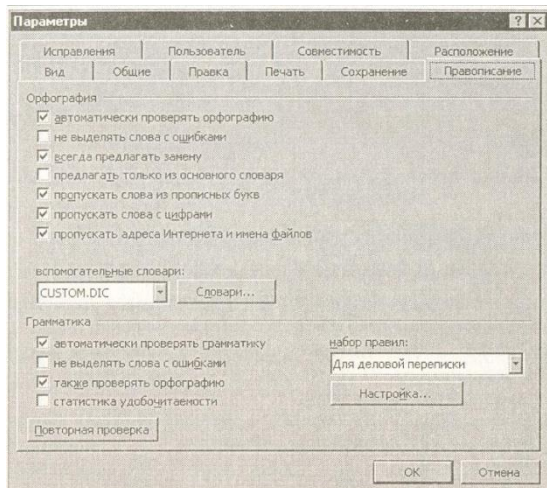 Параметры
Исправления Пользователь Совместимость Расположение
Вид Общие Правка Печать Сохранение Правописание
Орфография
автоматически проверять орфографию
не выделять слова с ошибками
всегда предлагать замену
предлагать только из основного словаря
пропускать слова из прописных букв
пропускать слова с цифрами
пропускать адреса Интернета и имена файлов
вспомогательные словари:
CUSTOM.DIC Словари...
Грамматика
автоматически проверять грамматику набор правил:
не выделять слова с ошибками Для деловой переписки
также проверять орфографию
статистика удобочитаемости Настройка...
Повторная проверка
OK Отмена